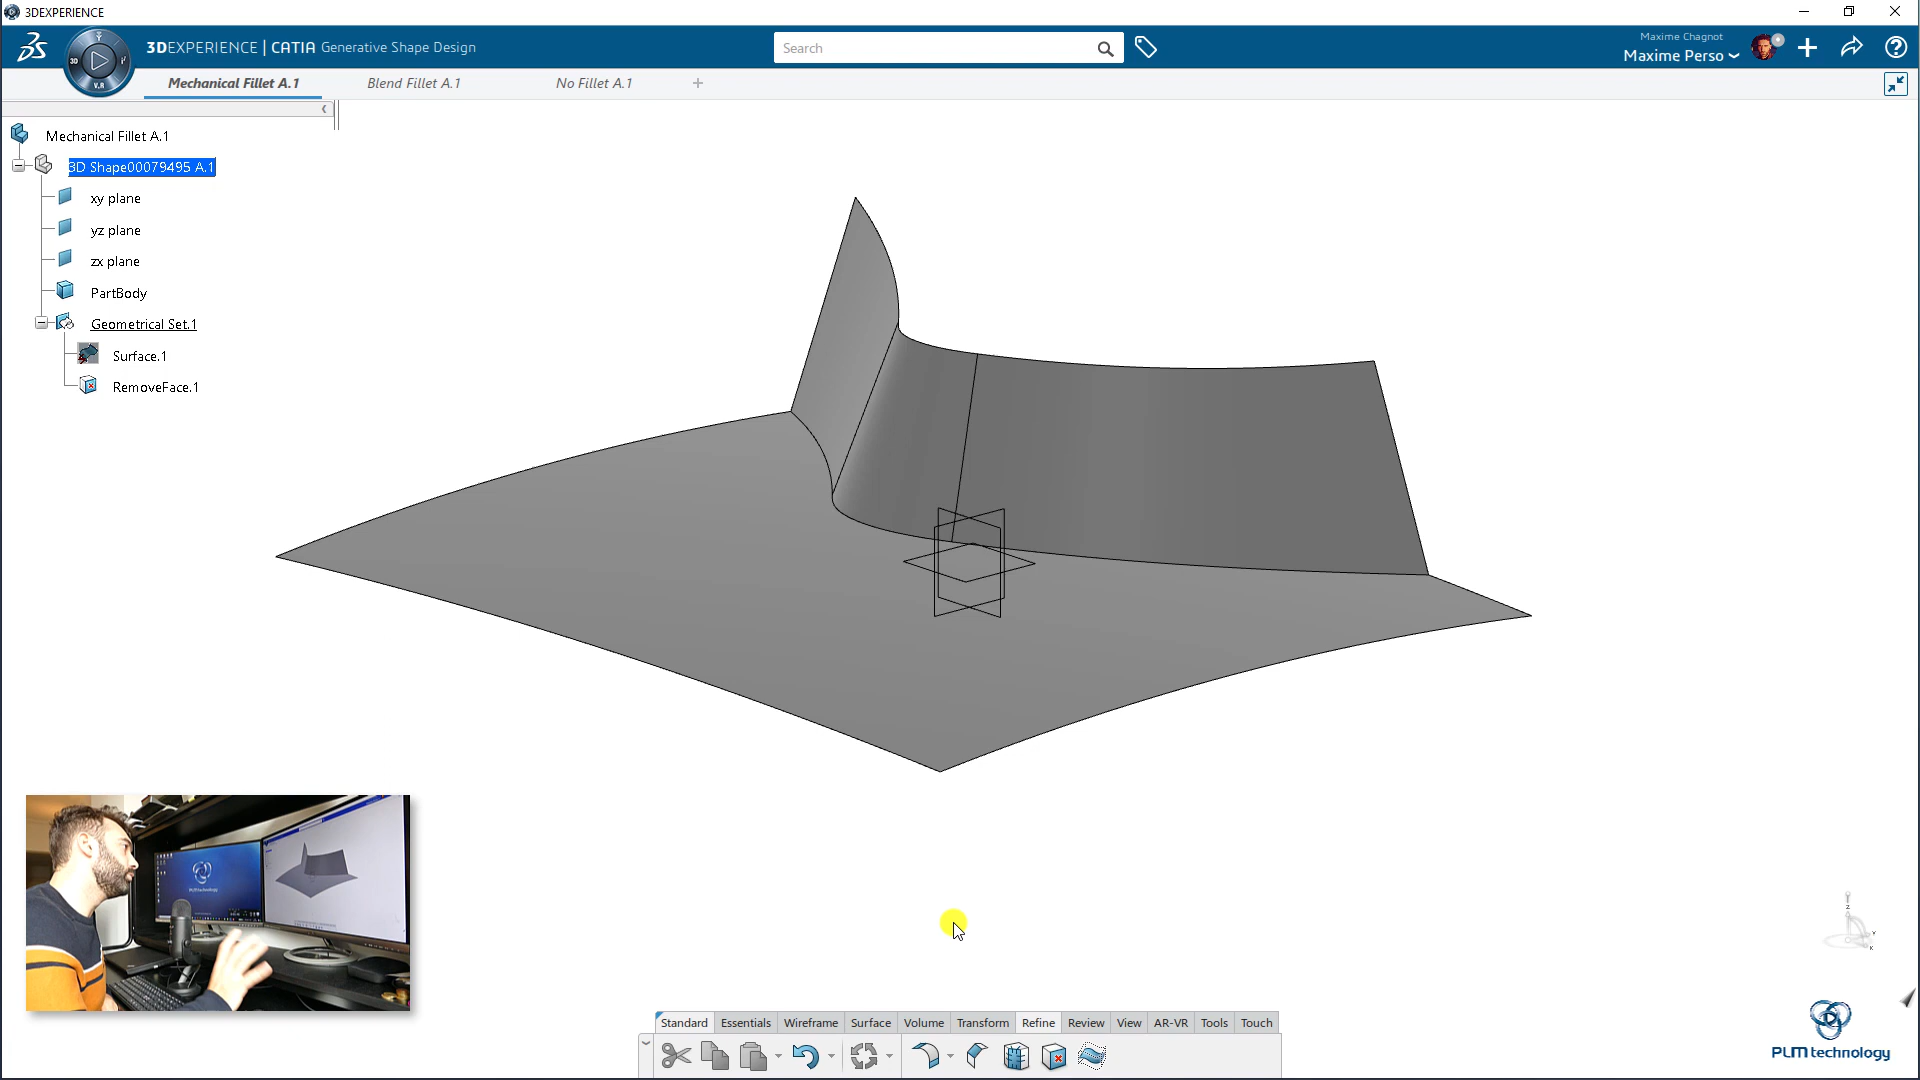 3DEXPERIENCE
3DEXPERIENCE | CATIA Generative Shape Design
Search
Maxime Chagnot
Maxime Perso
3D
V.R
Mechanical Fillet A.1
Blend Fillet A.1
No Fillet A.1
Mechanical Fillet A.1
3D Shape00079495 A.1
xy plane
yz plane
zx plane
PartBody
Geometrical Set.1
Surface.1
RemoveFace.1
Standard
Essentials
Wireframe
Surface
Volume
Transform
Refine
Review
View
AR-VR
Tools
Touch
PLM technology